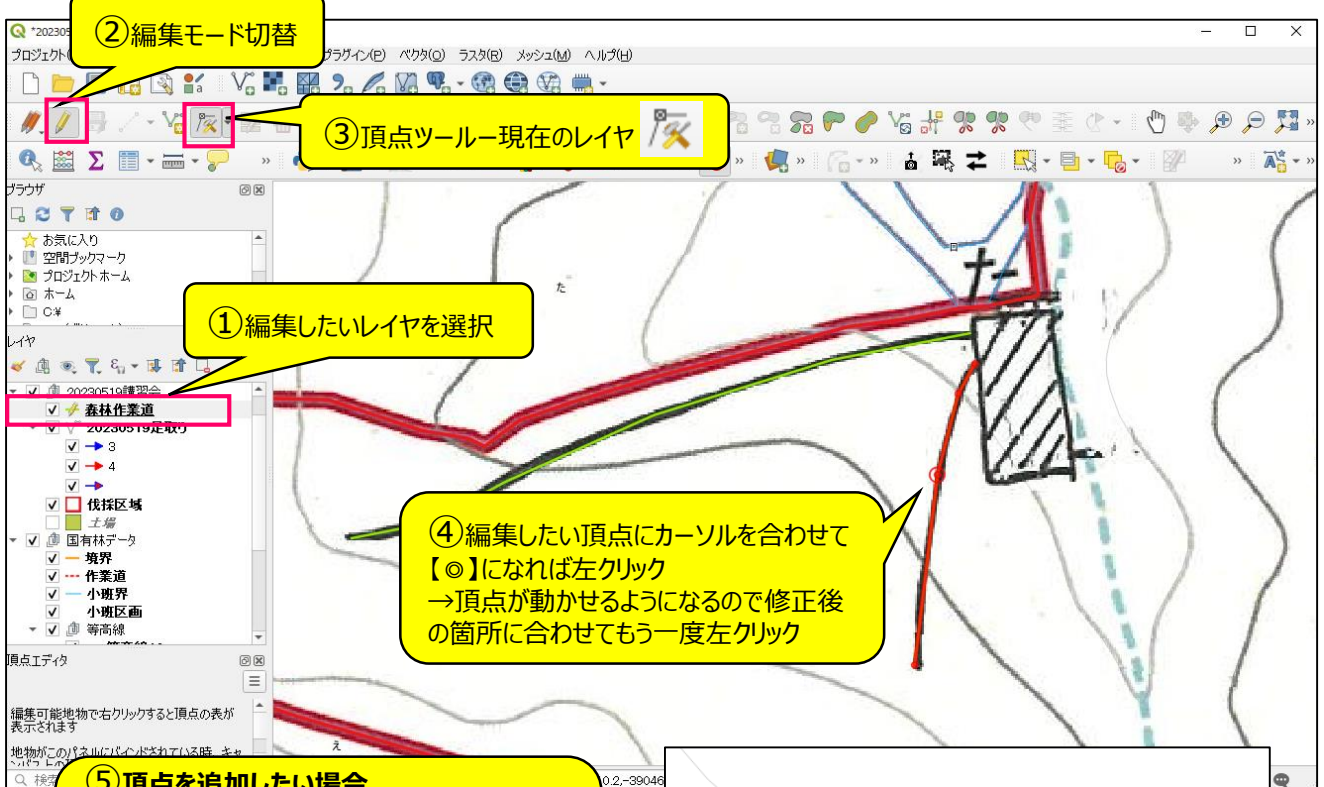 *202305
②編集モード切替
プロジェクト(
プラグイン(P) ベクタ(O) ラスタ(R) メッシュ(M) ヘルプ(H)
③頂点ツールー現在のレイヤ
ブラウザ
お気に入り
空間ブックマーク
プロジェクトホーム
ホーム
C:¥
①編集したいレイヤを選択
レイヤ
20230519講習会
森林作業道
20230519足取り
3
4
伐採区域
土場
国有林データ
境界
作業道
小班界
小班区画
等高線
た
④編集したい頂点にカーソルを合わせて
【◎】になれば左クリック
→頂点が動かせるようになるので修正後
の箇所に合わせてもう一度左クリック
頂点エディタ
編集可能地物で右クリックすると頂点の表が
表示されます
地物がこのパネルにバインドされている時、キャ
え
検索
⑤頂点を追加したい場合
0.2,-39046